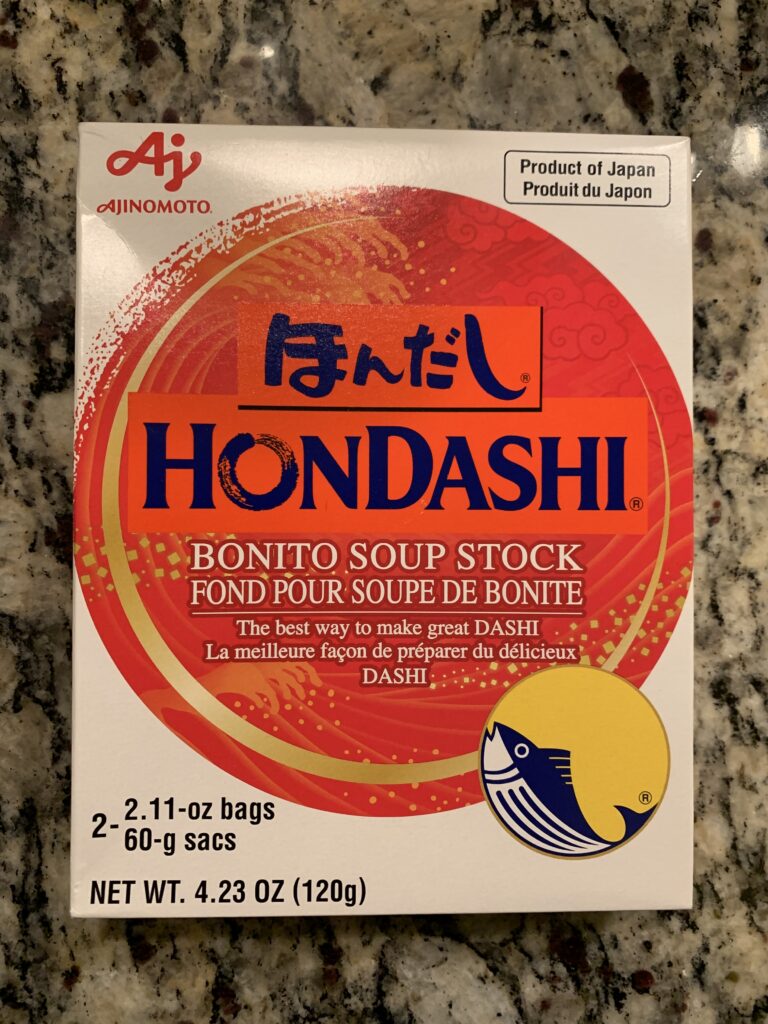 Aj
AJINOMOTO®
Product of Japan
Produit du Japon
ほんだし®
HONDASHI®
BONITO SOUP STOCK
FOND POUR SOUPE DE BONITE
The best way to make great DASHI
La meilleure façon de préparer du délicieux
DASHI
®
2- 2.11-oz bags
60-g sacs
NET WT. 4.23 OZ (120g)